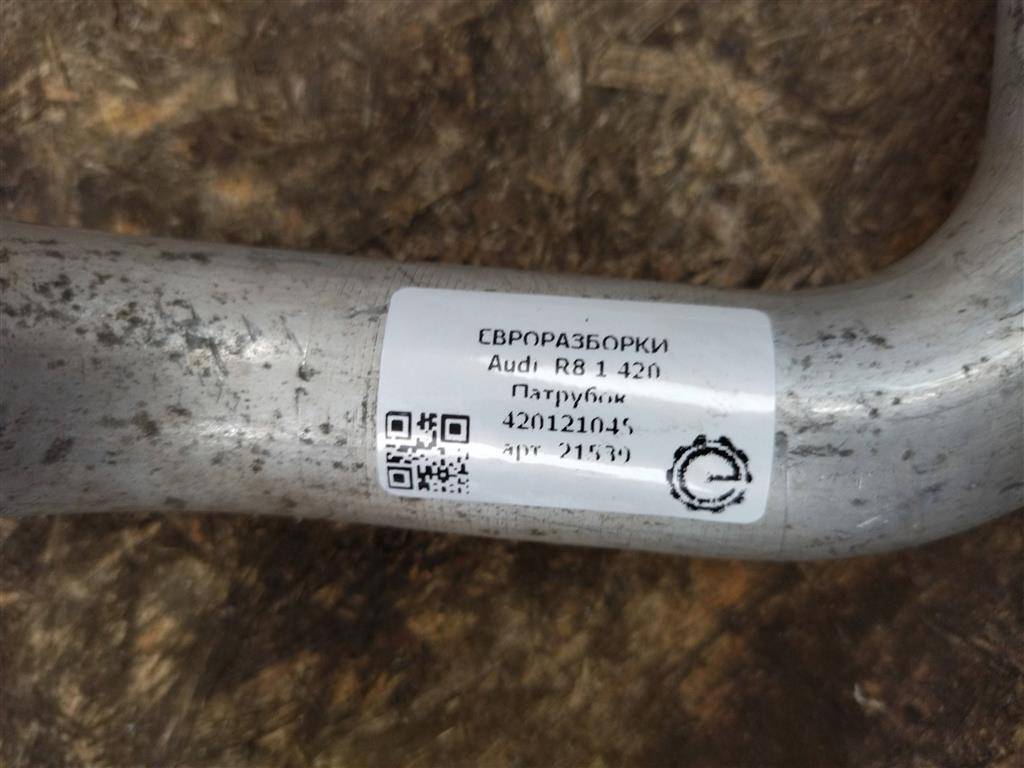 ЕВРОРАЗБОРКИ
Audi R8 1 420
Патрубок
420121045
арт. 21539